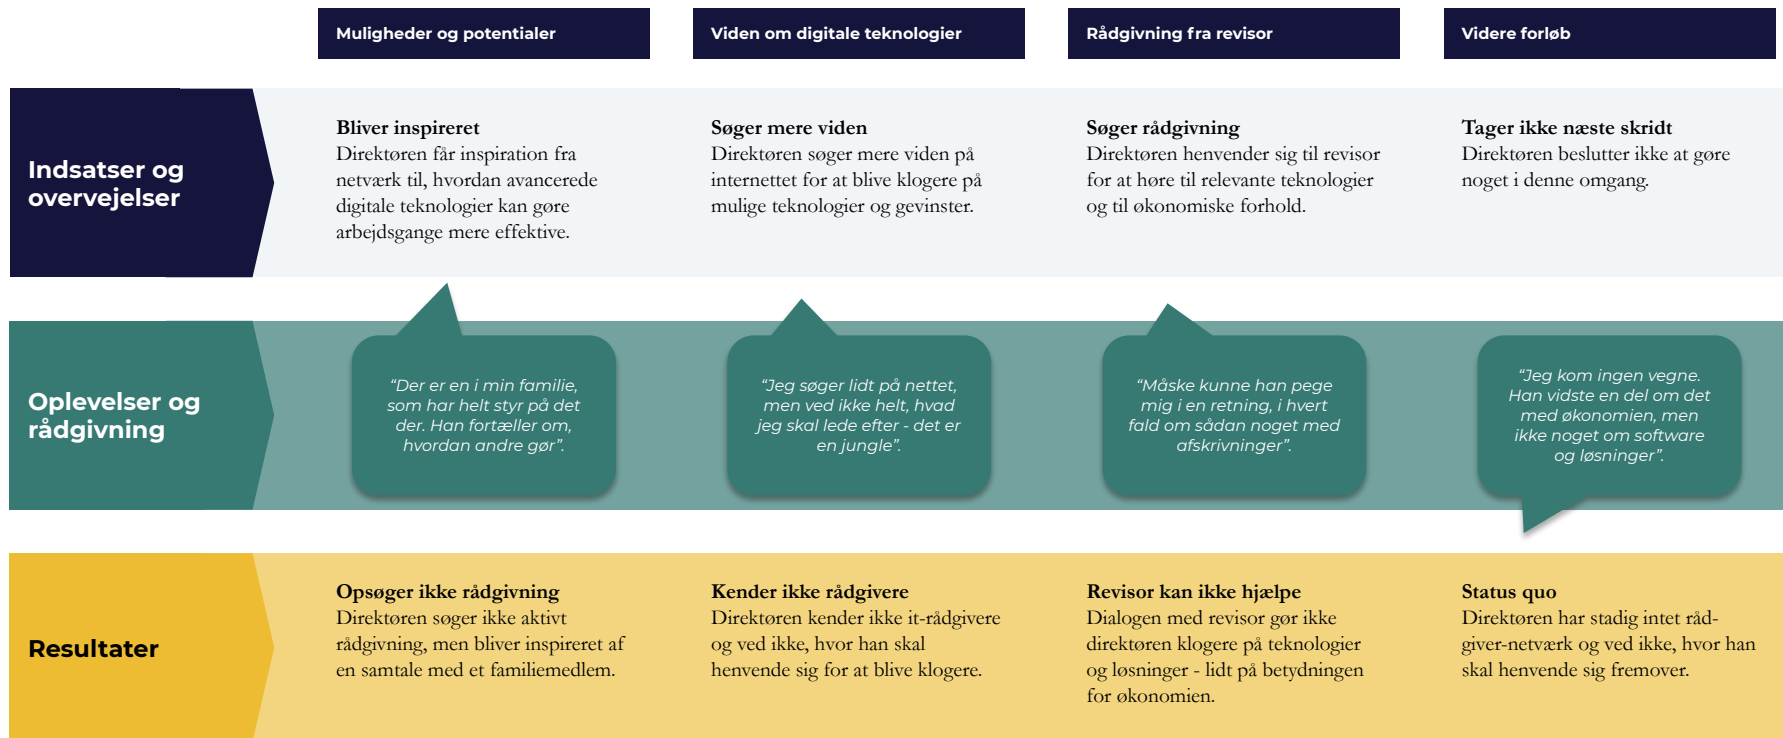 Muligheder og potentialer
Viden om digitale teknologier
Rådgivning fra revisor
Videre forløb
Indsatser og
overvejelser
Bliver inspireret
Direktøren får inspiration fra
netværk til, hvordan avancerede
digitale teknologier kan gøre
arbejdsgange mere effektive.
Søger mere viden
Direktøren søger mere viden på
internettet for at blive klogere på
mulige teknologier og gevinster.
Søger rådgivning
Direktøren henvender sig til revisor
for at høre til relevante teknologier
og til økonomiske forhold.
Tager ikke næste skridt
Direktøren beslutter ikke at gøre
noget i denne omgang.
Oplevelser og
rådgivning
“Der er en i min familie,
som har helt styr på det
der. Han fortæller om,
hvordan andre gør”.
“Jeg søger lidt på nettet,
men ved ikke helt, hvad
jeg skal lede efter - det er
en jungle”.
“Måske kunne han pege
mig i en retning, i hvert
fald om sådan noget med
afskrivninger”.
“Jeg kom ingen vegne.
Han vidste en del om det
med økonomien, men
ikke noget om software
og løsninger”.
Resultater
Opsøger ikke rådgivning
Direktøren søger ikke aktivt
rådgivning, men bliver inspireret af
en samtale med et familiemedlem.
Kender ikke rådgivere
Direktøren kender ikke it-rådgivere
og ved ikke, hvor han skal
henvende sig for at blive klogere.
Revisor kan ikke hjælpe
Dialogen med revisor gør ikke
direktøren klogere på teknologier
og løsninger - lidt på betydningen
for økonomien.
Status quo
Direktøren har stadig intet råd-
giver-netværk og ved ikke, hvor han
skal henvende sig fremover.